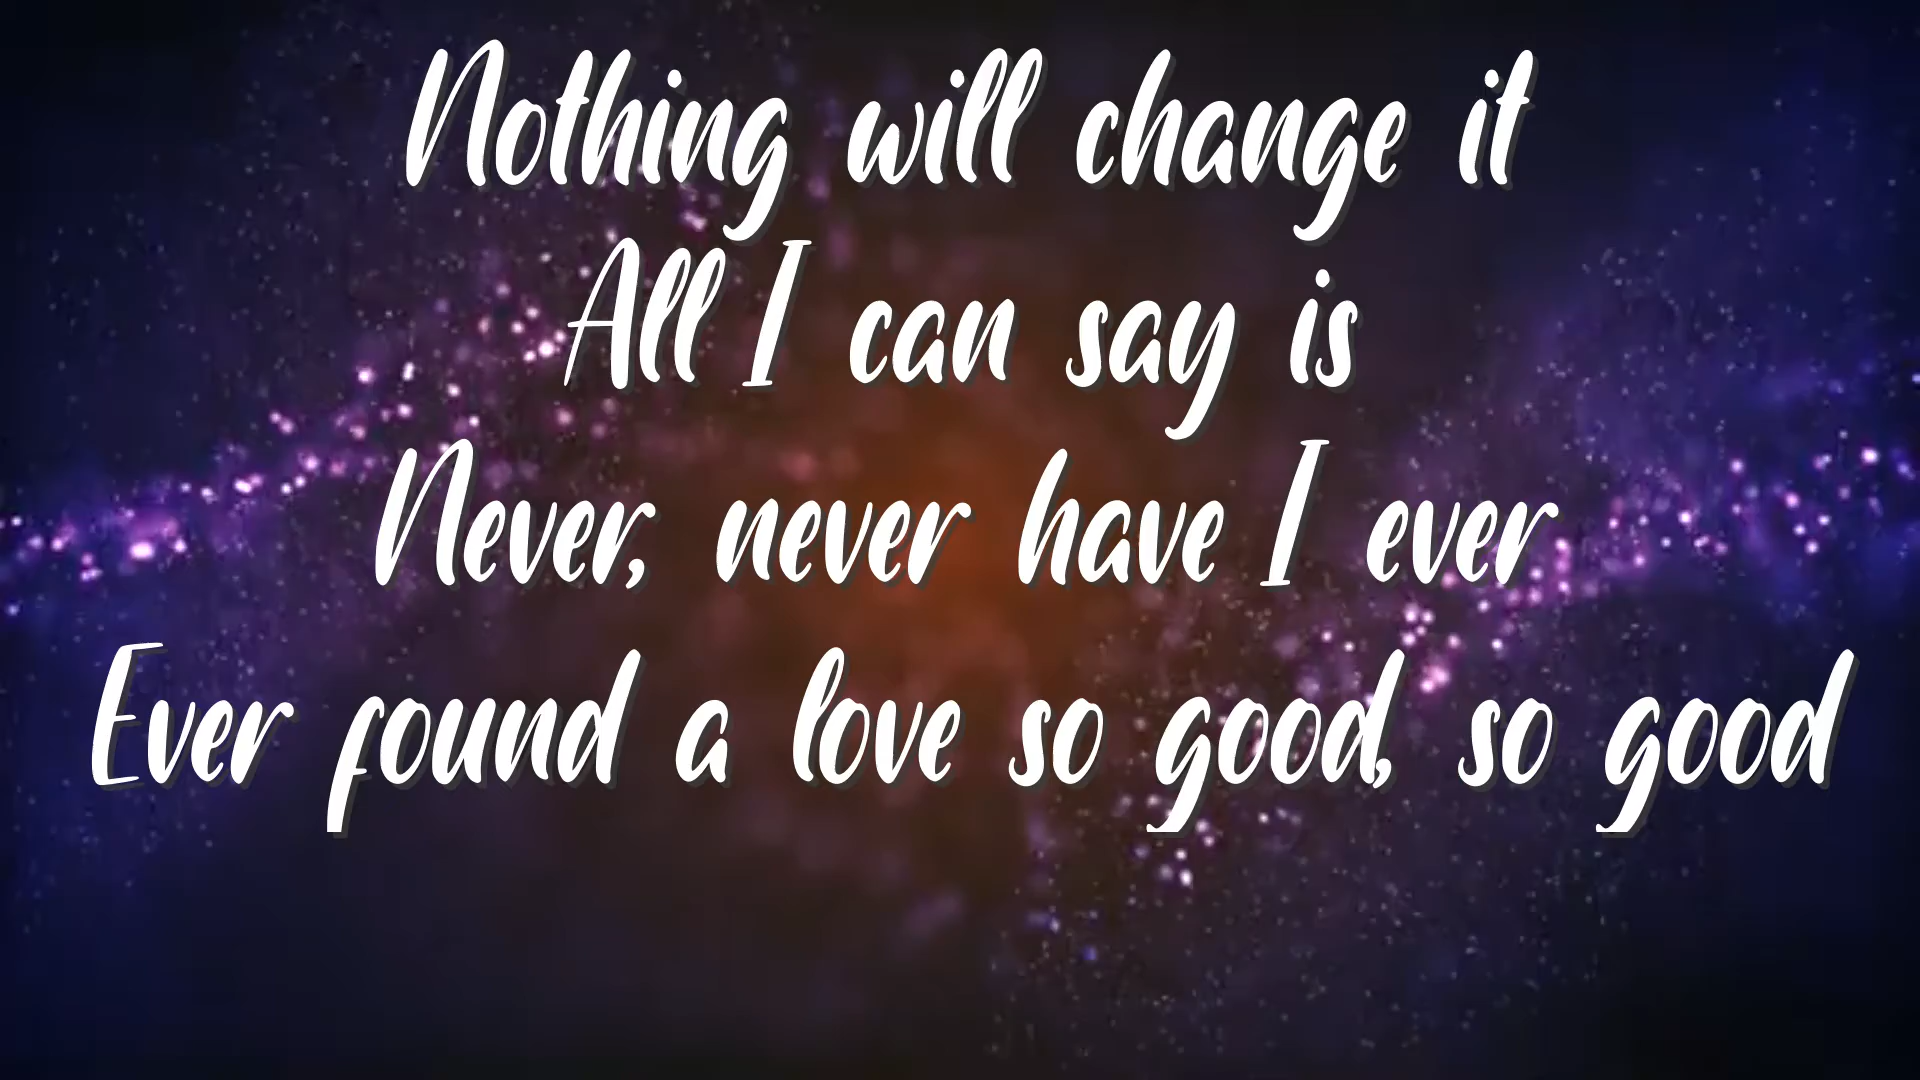 Nothing will change it
All I can say is
Never, never have I ever
Ever found a love so good, so good